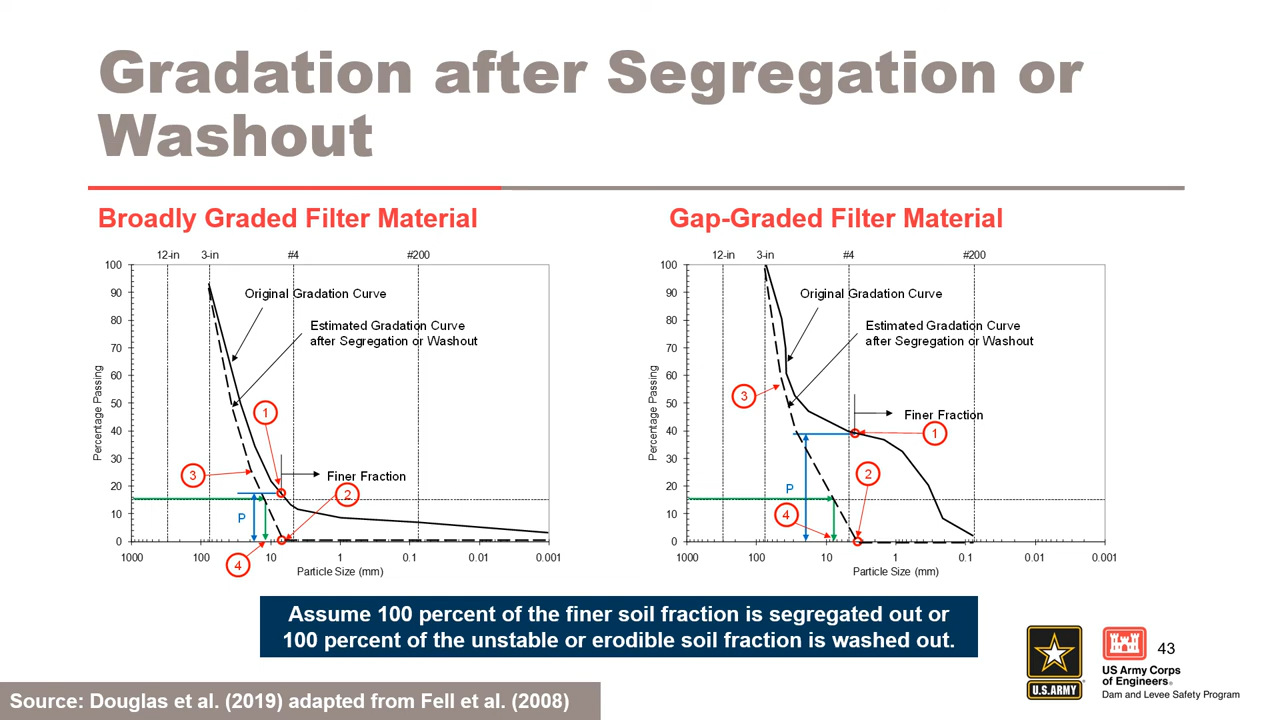 Gradation after Segregation or
Washout
Broadly Graded Filter Material
12-in
3-in
#4
#200
100
90
80
70
60
50
40
30
20
10
0
Percentage Passing
Original Gradation Curve
Estimated Gradation Curve
after Segregation or Washout
1
3
Finer Fraction
2
P
4
1000
100
10
1
0.1
0.01
0.001
Particle Size (mm)
Gap-Graded Filter Material
12-in
3-in
#4
#200
100
90
80
70
60
50
40
30
20
10
0
Percentage Passing
Original Gradation Curve
Estimated Gradation Curve
after Segregation or Washout
3
Finer Fraction
1
2
P
4
1000
100
10
1
0.1
0.01
0.001
Particle Size (mm)
Assume 100 percent of the finer soil fraction is segregated out or
100 percent of the unstable or erodible soil fraction is washed out.
U.S. ARMY
US Army Corps
of Engineers®
Dam and Levee Safety Program
43
Source: Douglas et al. (2019) adapted from Fell et al. (2008)